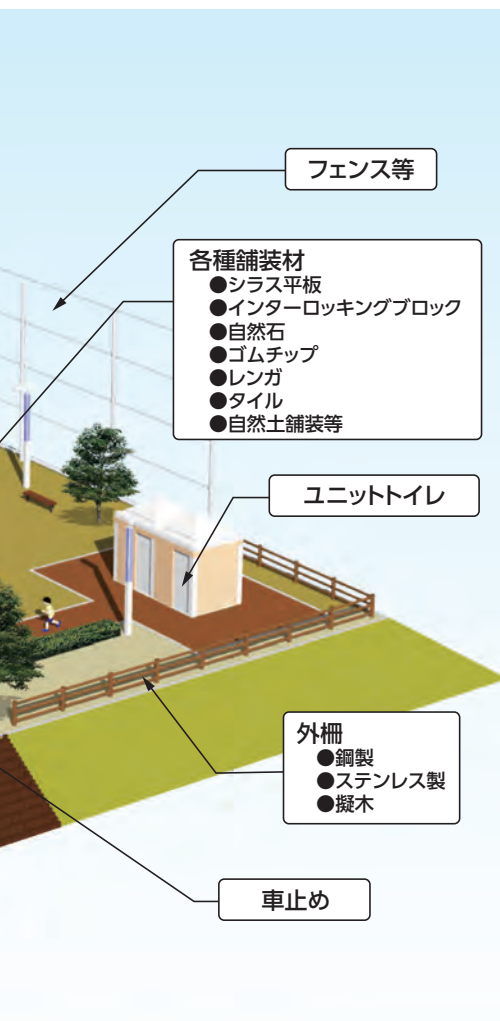 フェンス等
各種舗装材
●シラス平板
●インターロッキングブロック
●自然石
●ゴムチップ
●レンガ
●タイル
●自然土舗装等
ユニットトイレ
外柵
●鋼製
●ステンレス製
●擬木
車止め